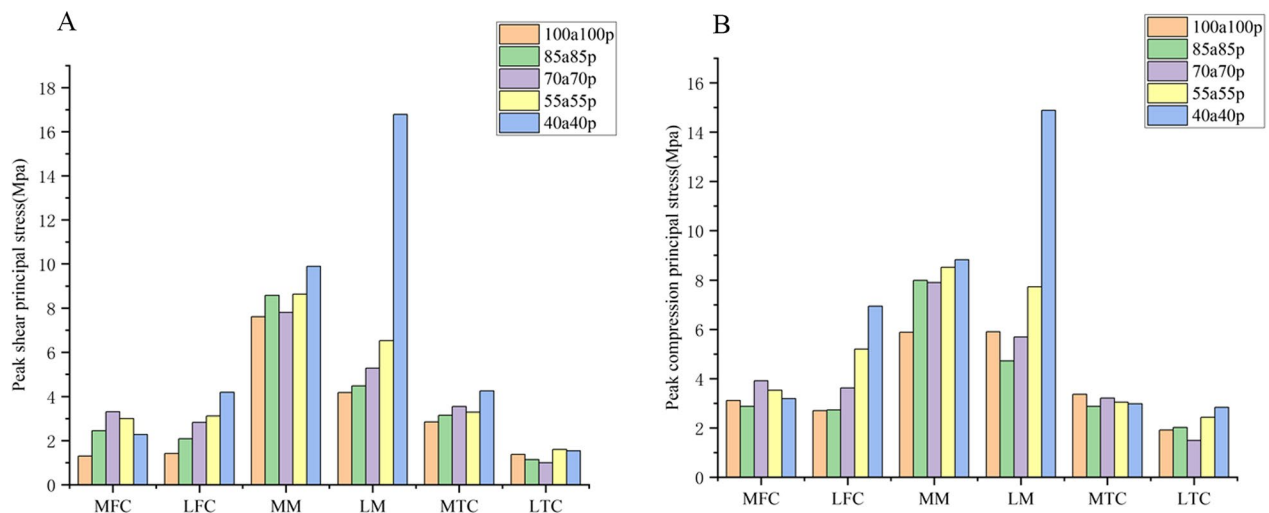 A
100a100p
85a85p
70a70p
55a55p
40a40p
Peak shear principal stress(Mpa)
18
16
14
12
10
8
6
4
2
0
MFC LFC MM LM MTC LTC
B
100a100p
85a85p
70a70p
55a55p
40a40p
Peak compression principal stress(Mpa)
16
14
12
10
8
6
4
2
0
MFC LFC MM LM MTC LTC